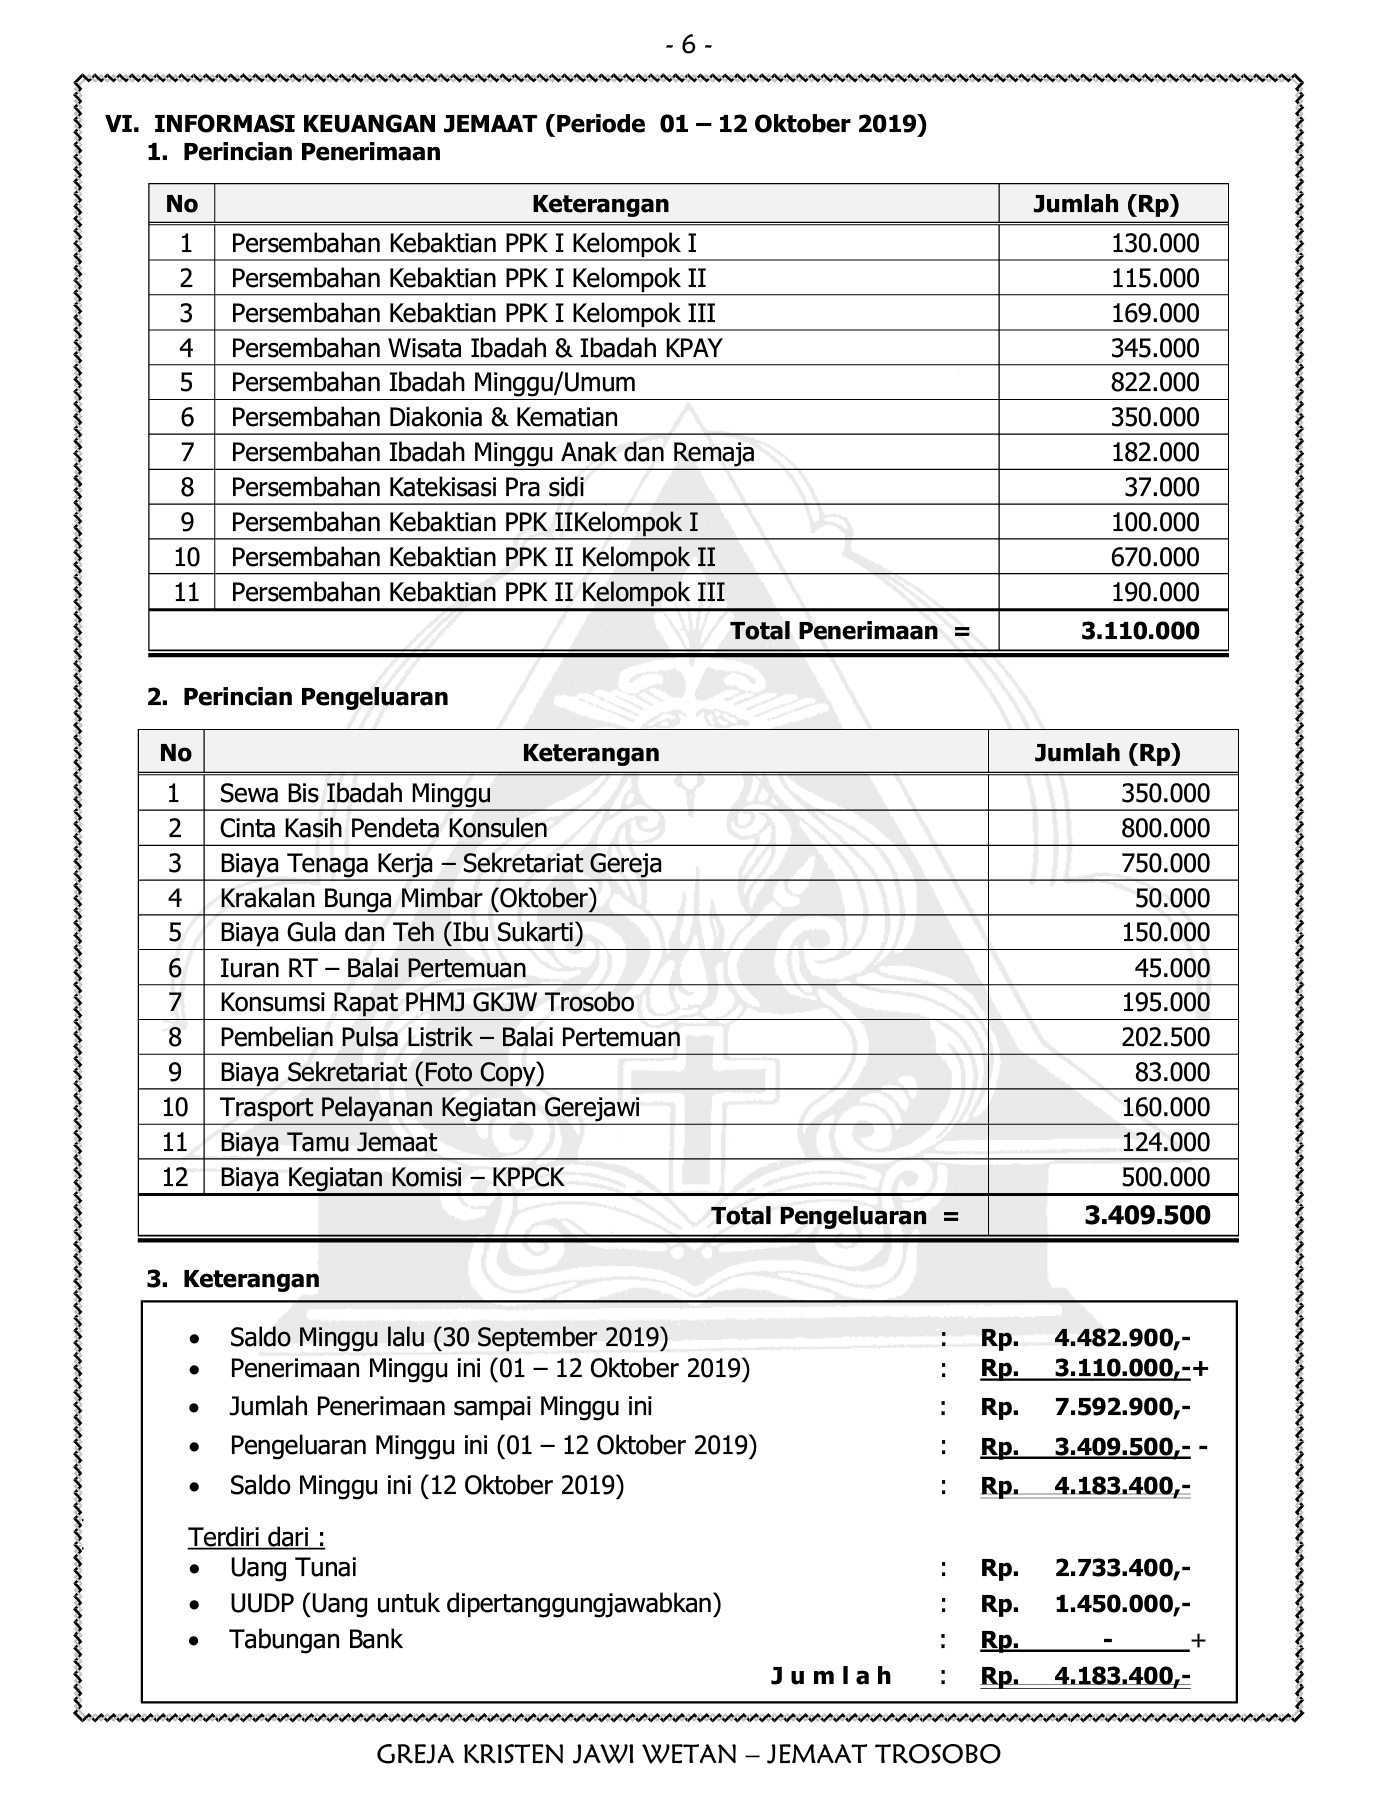 - 6 -
VI. INFORMASI KEUANGAN JEMAAT (Periode 01 – 12 Oktober 2019)
1. Perincian Penerimaan
No Keterangan Jumlah (Rp)
1 Persembahan Kebaktian PPK I Kelompok I 130.000
2 Persembahan Kebaktian PPK I Kelompok II 115.000
3 Persembahan Kebaktian PPK I Kelompok III 169.000
4 Persembahan Wisata Ibadah & Ibadah KPAY 345.000
5 Persembahan Ibadah Minggu/Umum 822.000
6 Persembahan Diakonia & Kematian 350.000
7 Persembahan Ibadah Minggu Anak dan Remaja 182.000
8 Persembahan Katekisasi Pra sidi 37.000
9 Persembahan Kebaktian PPK IIKelompok I 100.000
10 Persembahan Kebaktian PPK II Kelompok II 670.000
11 Persembahan Kebaktian PPK II Kelompok III 190.000
Total Penerimaan = 3.110.000
2. Perincian Pengeluaran
No Keterangan Jumlah (Rp)
1 Sewa Bis Ibadah Minggu 350.000
2 Cinta Kasih Pendeta Konsulen 800.000
3 Biaya Tenaga Kerja – Sekretariat Gereja 750.000
4 Krakalan Bunga Mimbar (Oktober) 50.000
5 Biaya Gula dan Teh (Ibu Sukarti) 150.000
6 Iuran RT – Balai Pertemuan 45.000
7 Konsumsi Rapat PHMJ GKJW Trosobo 195.000
8 Pembelian Pulsa Listrik – Balai Pertemuan 202.500
9 Biaya Sekretariat (Foto Copy) 83.000
10 Trasport Pelayanan Kegiatan Gerejawi 160.000
11 Biaya Tamu Jemaat 124.000
12 Biaya Kegiatan Komisi – KPPCK 500.000
Total Pengeluaran = 3.409.500
3. Keterangan
• Saldo Minggu lalu (30 September 2019) : Rp. 4.482.900,-
• Penerimaan Minggu ini (01 – 12 Oktober 2019) : Rp. 3.110.000,-+
• Jumlah Penerimaan sampai Minggu ini : Rp. 7.592.900,-
• Pengeluaran Minggu ini (01 – 12 Oktober 2019) : Rp. 3.409.500,- -
• Saldo Minggu ini (12 Oktober 2019) : Rp. 4.183.400,-
Terdiri dari :
• Uang Tunai : Rp. 2.733.400,-
• UUDP (Uang untuk dipertanggungjawabkan) : Rp. 1.450.000,-
• Tabungan Bank : Rp. - +
J u m l a h : Rp. 4.183.400,-
GREJA KRISTEN JAWI WETAN – JEMAAT TROSOBO